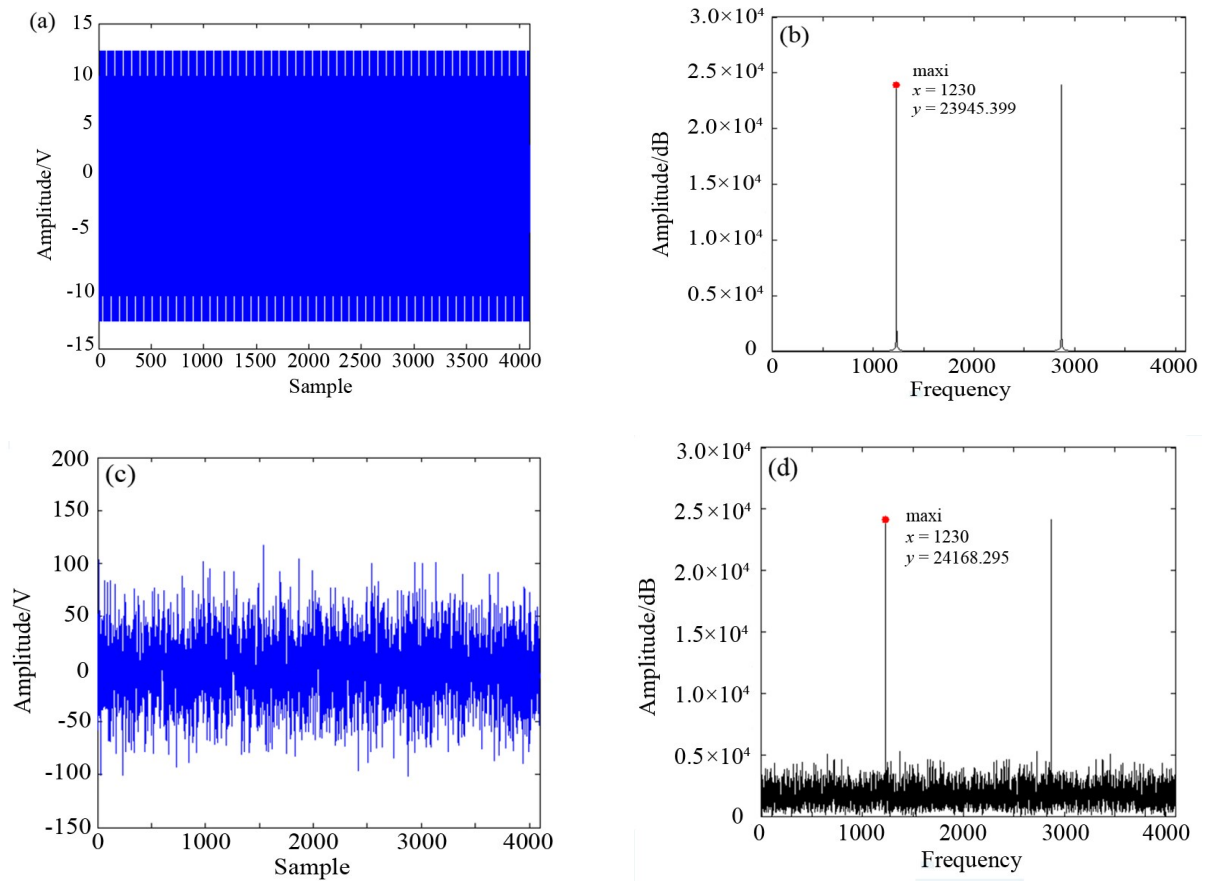 (a)
15
10
5
0
-5
-10
-15
Amplitude/V
0 500 1000 1500 2000 2500 3000 3500 4000
Sample
(b)
3.0×10⁴
2.5×10⁴
2.0×10⁴
1.5×10⁴
1.0×10⁴
0.5×10⁴
0
Amplitude/dB
maxi
x = 1230
y = 23945.399
0 1000 2000 3000 4000
Frequency
(c)
200
150
100
50
0
-50
-100
-150
Amplitude/V
0 1000 2000 3000 4000
Sample
(d)
3.0×10⁴
2.5×10⁴
2.0×10⁴
1.5×10⁴
1.0×10⁴
0.5×10⁴
0
Amplitude/dB
maxi
x = 1230
y = 24168.295
0 1000 2000 3000 4000
Frequency